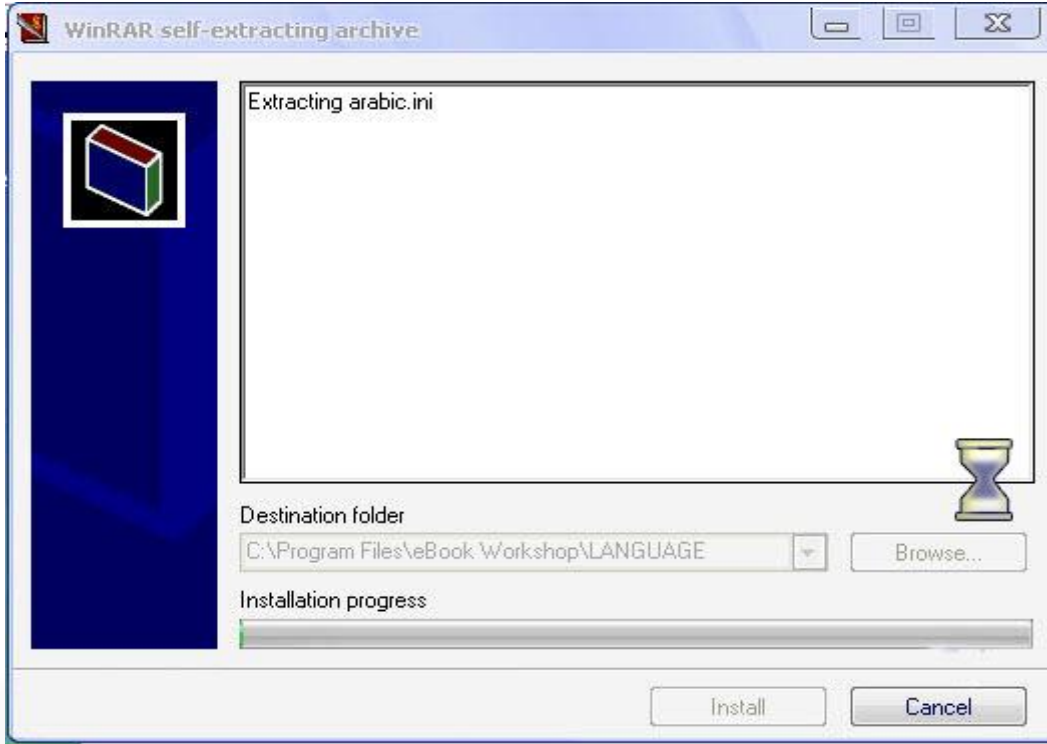 WinRAR self-extracting archive
Extracting arabic.ini
Destination folder
C:\Program Files\eBook Workshop\LANGUAGE
Browse...
Installation progress
Install
Cancel